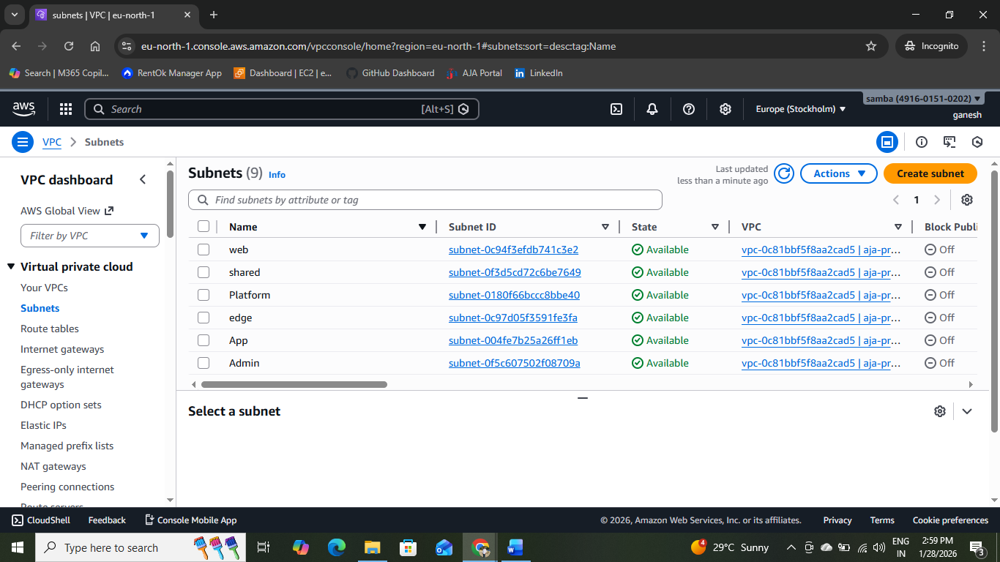 subnets | VPC | eu-north-1
eu-north-1.console.aws.amazon.com/vpcconsole/home?region=eu-north-1#subnets:sort=desc:tag:Name
Incognito
Search | M365 Copil...
RentOk Manager App
Dashboard | EC2 | e...
GitHub Dashboard
AJA Portal
LinkedIn
aws
Search
[Alt+S]
Europe (Stockholm)
samba (4916-0151-0202)
ganesh
VPC
Subnets
VPC dashboard
AWS Global View
Filter by VPC
Virtual private cloud
Your VPCs
Subnets
Route tables
Internet gateways
Egress-only internet
gateways
DHCP option sets
Elastic IPs
Managed prefix lists
NAT gateways
Peering connections
Route servers
Subnets (9) Info
Last updated
less than a minute ago
Actions
Create subnet
Find subnets by attribute or tag
1
Name Subnet ID State VPC Block Publi
web subnet-0c94f3efdb741c3e2 Available vpc-0c81bbf5f8aa2cad5 | aja-pr... Off
shared subnet-0f3d5cd72c6be7649 Available vpc-0c81bbf5f8aa2cad5 | aja-pr... Off
Platform subnet-0180f66bccc8bbe40 Available vpc-0c81bbf5f8aa2cad5 | aja-pr... Off
edge subnet-0c97d05f3591fe3fa Available vpc-0c81bbf5f8aa2cad5 | aja-pr... Off
App subnet-004fe7b25a26ff1eb Available vpc-0c81bbf5f8aa2cad5 | aja-pr... Off
Admin subnet-0f5c607502f08709a Available vpc-0c81bbf5f8aa2cad5 | aja-pr... Off
Select a subnet
CloudShell
Feedback
Console Mobile App
© 2026, Amazon Web Services, Inc. or its affiliates.
Privacy
Terms
Cookie preferences
Type here to search
4
29°C Sunny
ENG
IN
2:59 PM
1/28/2026
3